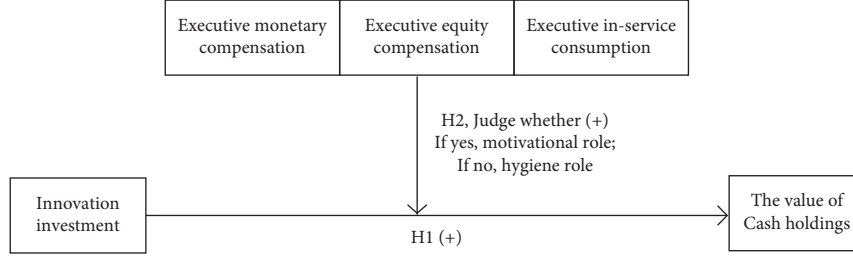 Executive monetary
compensation
Executive equity
compensation
Executive in-service
consumption
H2, Judge whether (+)
If yes, motivational role;
If no, hygiene role
Innovation
investment
H1 (+)
The value of
Cash holdings